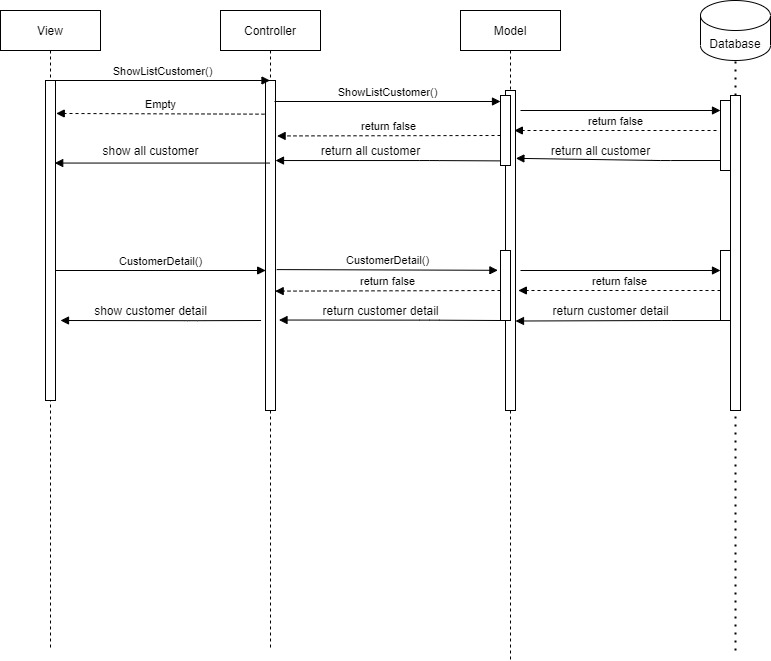 View
Controller
Model
Database
ShowListCustomer()
ShowListCustomer()
Empty
return false
return false
show all customer
return all customer
return all customer
CustomerDetail()
CustomerDetail()
return false
return false
show customer detail
return customer detail
return customer detail